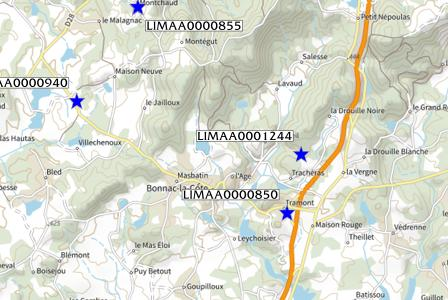 Montchaud
Petit Népoulas
D28
le Malagnac
LIMAA0000855
Montégut
Salesse
Maison Neuve
Lavaud
AA0000940
le Jailloux
la Drouille Noire
le Grand
LIMAA0001244
as Hautas
Villechenoux
la Drouille Blanche
Bled
Masbatin
l'Age
Trachéras
la Vergne
Bonnac-la-Côte
LIMAA0000850
Tramont
Maison Rouge
Védrenne
Leychoisier
Theillet
le Mas Éloi
Blémont
Boisejou
Puy Betout
Goupilloux
Batissou